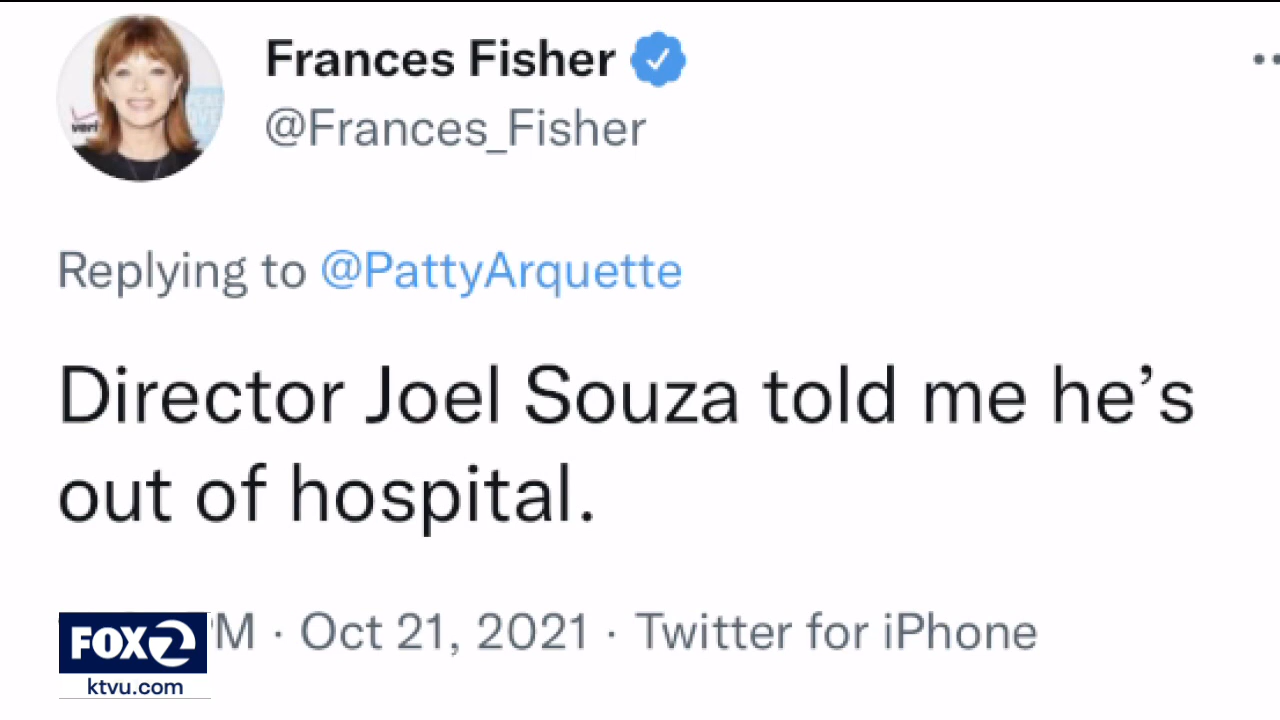 Frances Fisher
@Frances_Fisher
Replying to @PattyArquette
Director Joel Souza told me he’s
out of hospital.
M · Oct 21, 2021 · Twitter for iPhone
FOX 2
ktvu.com